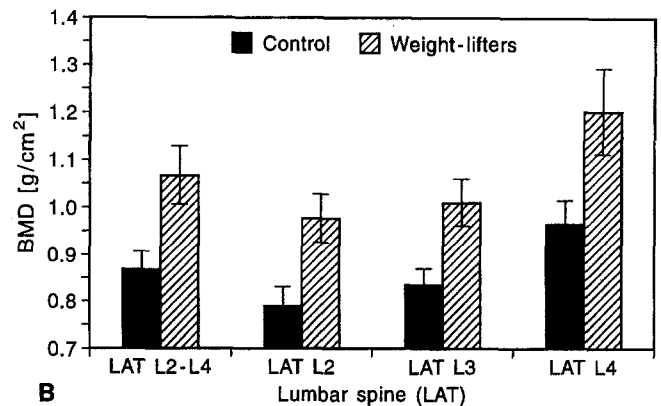 1.4
1.3
1.2
1.1
1.0
0.9
0.8
0.7
BMD [g/cm²]
Control
Weight-lifters
LAT L2-L4
LAT L2
LAT L3
LAT L4
B
Lumbar spine (LAT)